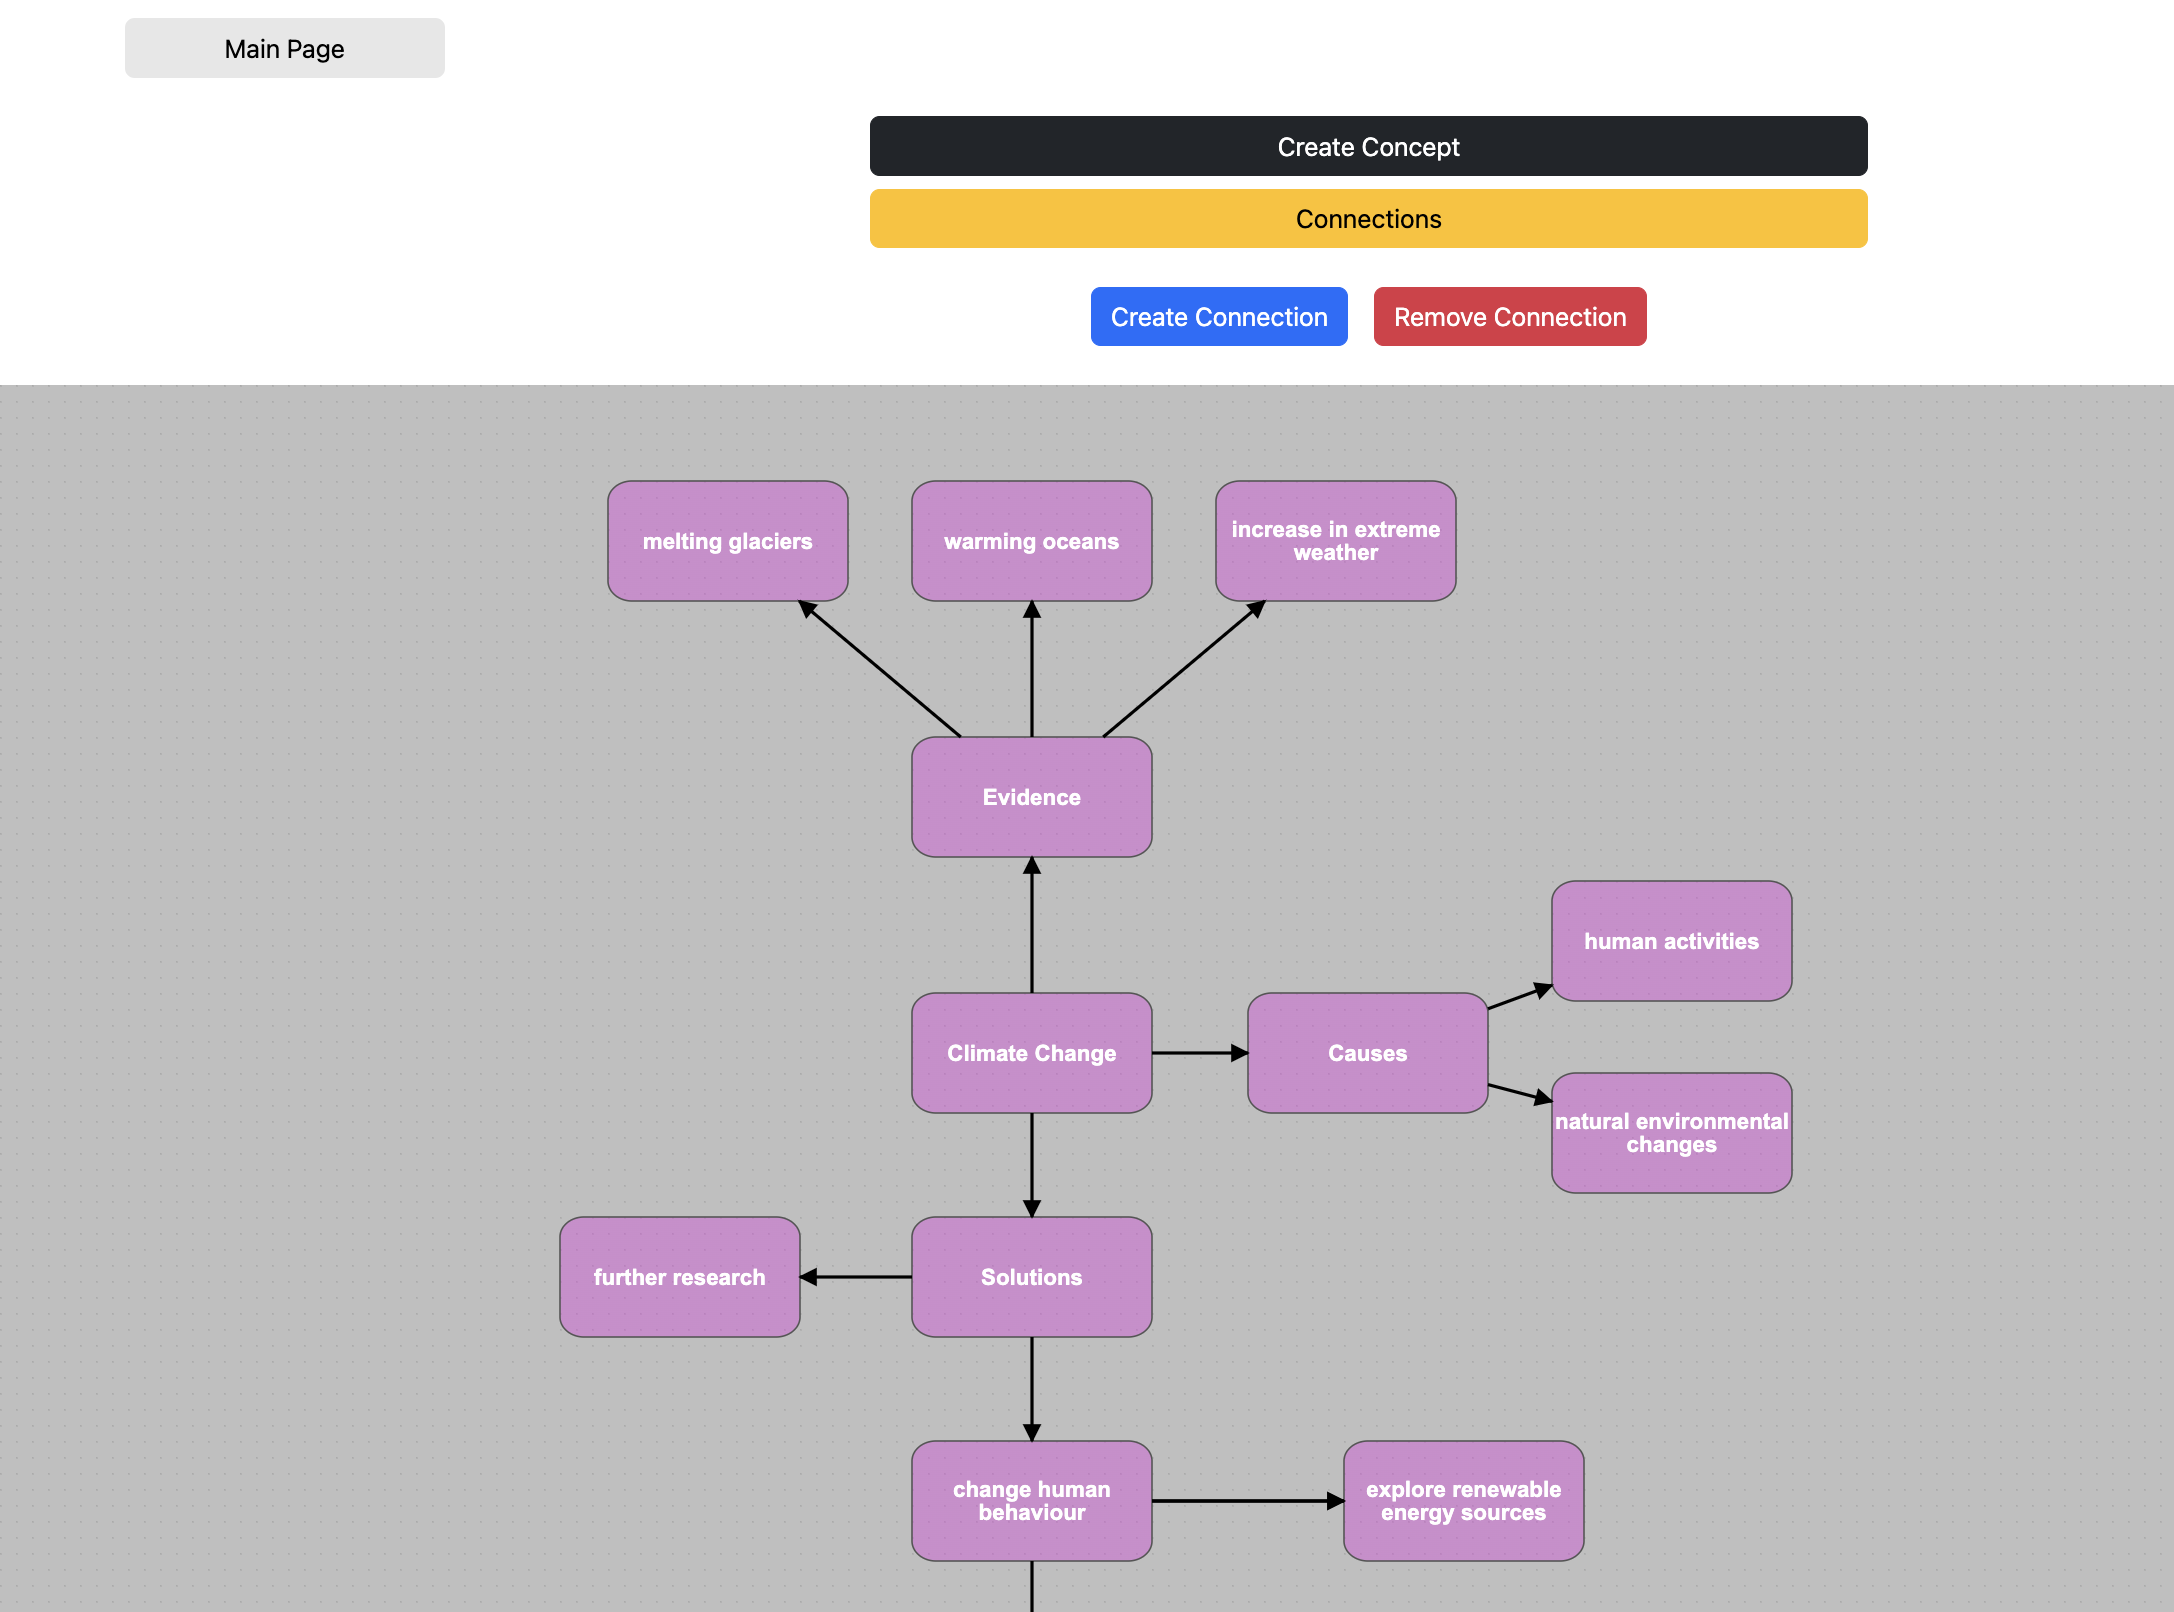 Main Page
Create Concept
Connections
Create Connection
Remove Connection
melting glaciers
warming oceans
increase in extreme
weather
Evidence
human activities
Climate Change
Causes
natural environmental
changes
further research
Solutions
change human
behaviour
explore renewable
energy sources